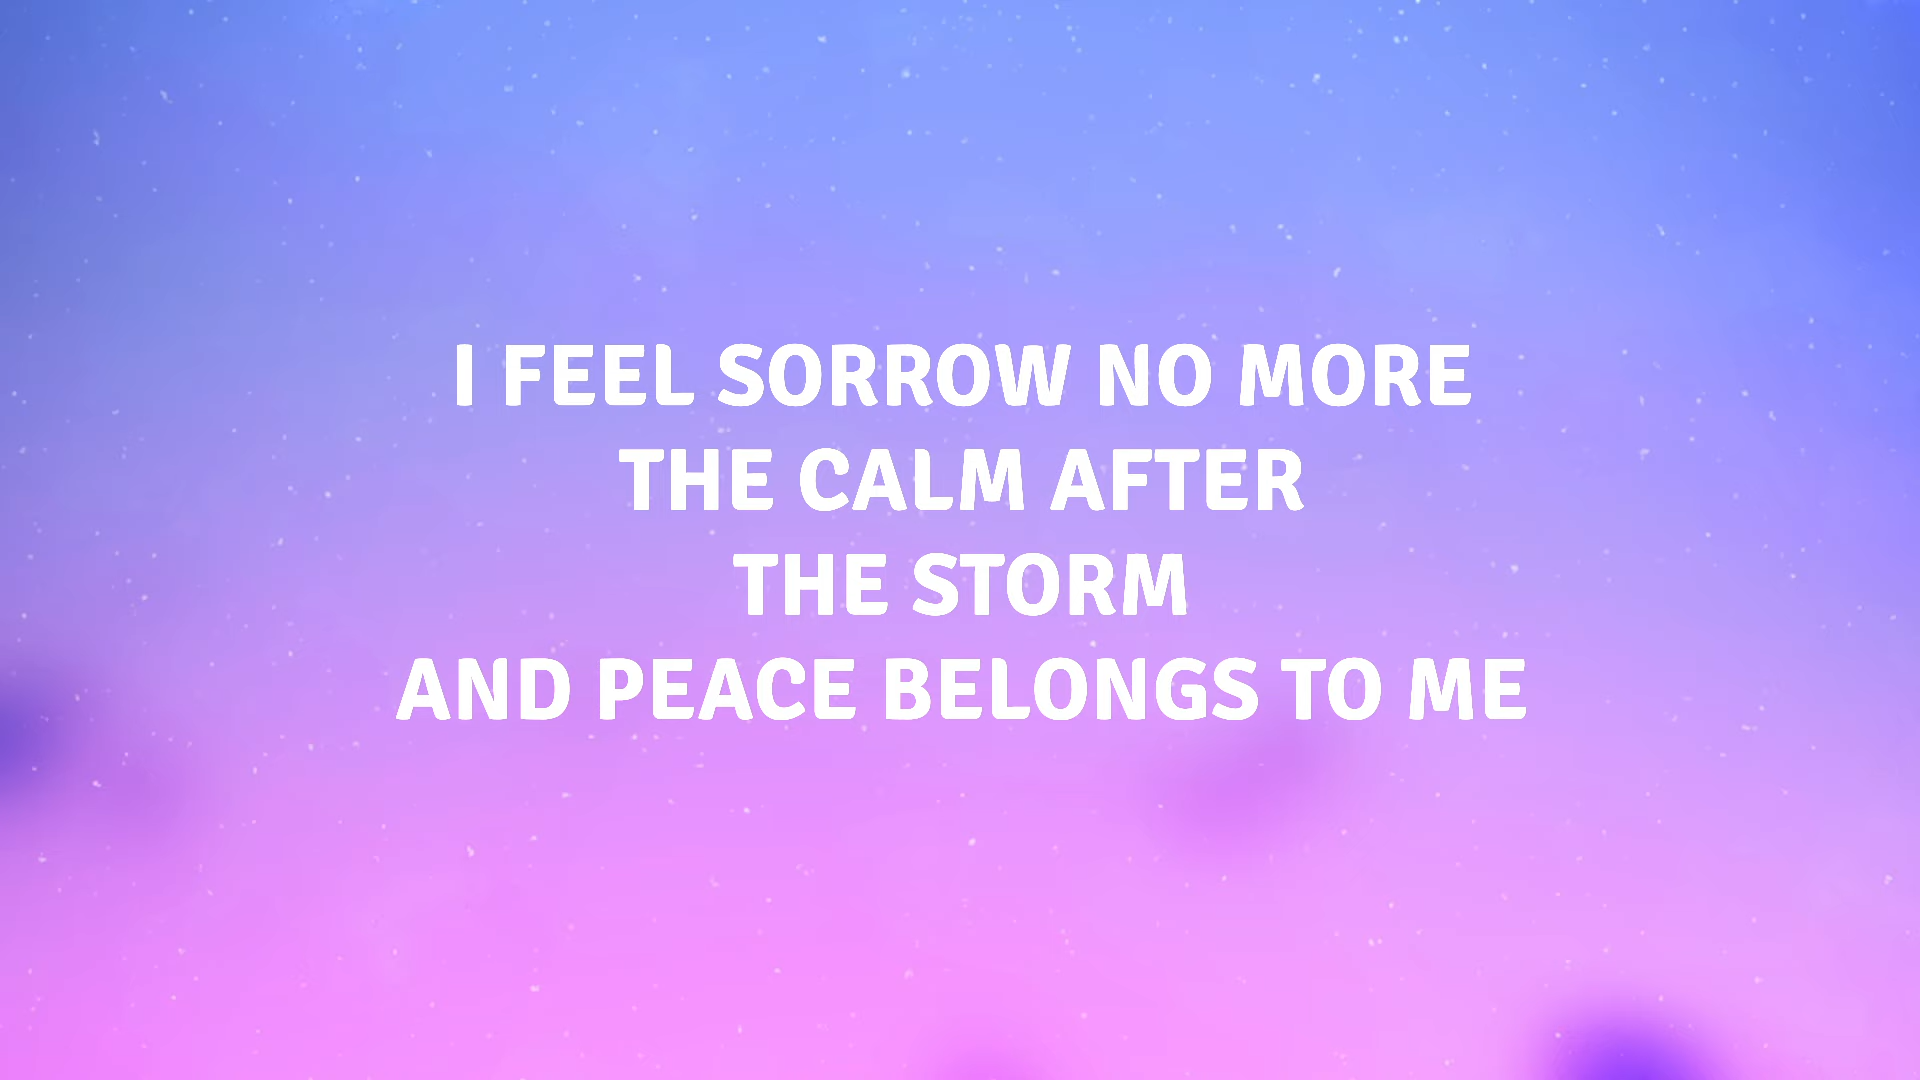 I FEEL SORROW NO MORE
THE CALM AFTER
THE STORM
AND PEACE BELONGS TO ME